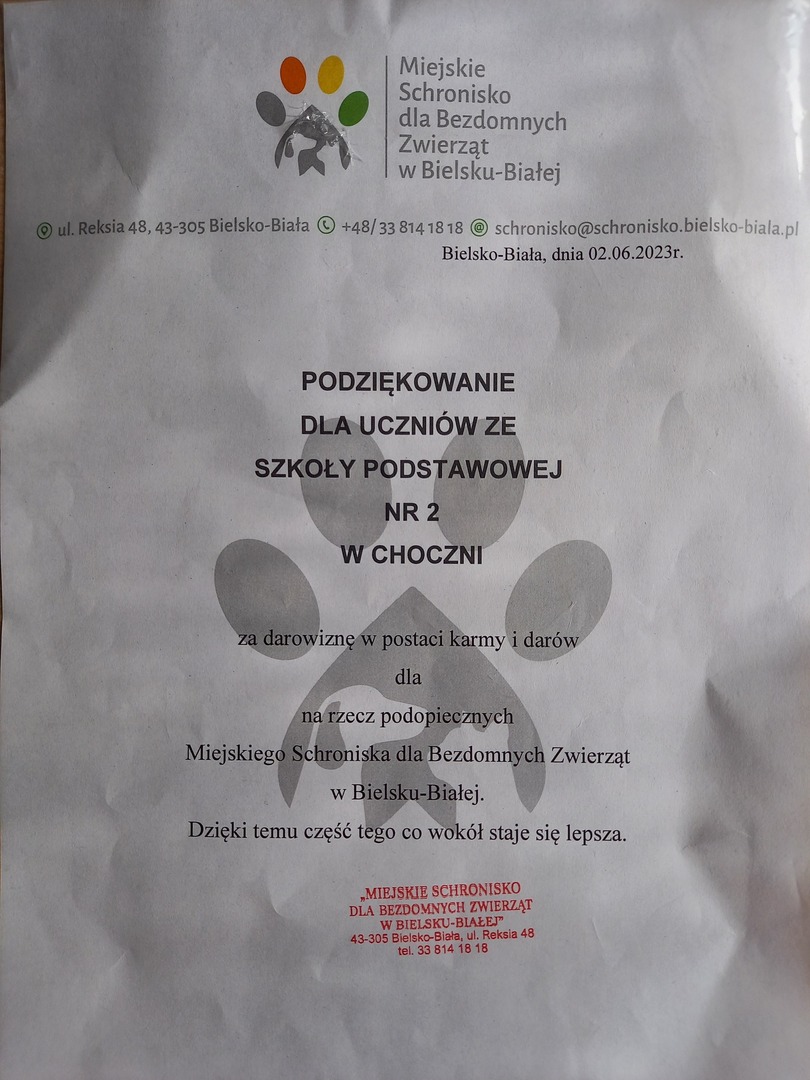 Miejskie
Schronisko
dla Bezdomnych
Zwierząt
w Bielsku-Białej
ul. Reksia 48, 43-305 Bielsko-Biała +48/ 33 814 18 18 @ schronisko@schronisko.bielsko-biala.pl
Bielsko-Biała, dnia 02.06.2023r.
PODZIĘKOWANIE
DLA UCZNIÓW ZE
SZKOŁY PODSTAWOWEJ
NR 2
W CHOCZNI
za darowiznę w postaci karmy i darów
dla
na rzecz podopiecznych
Miejskiego Schroniska dla Bezdomnych Zwierząt
w Bielsku-Białej.
Dzięki temu część tego co wokół staje się lepsza.
„MIEJSKIE SCHRONISKO
DLA BEZDOMNYCH ZWIERZĄT
W BIELSKU-BIAŁEJ”
43-305 Bielsko-Biała, ul. Reksia 48
tel. 33 814 18 18